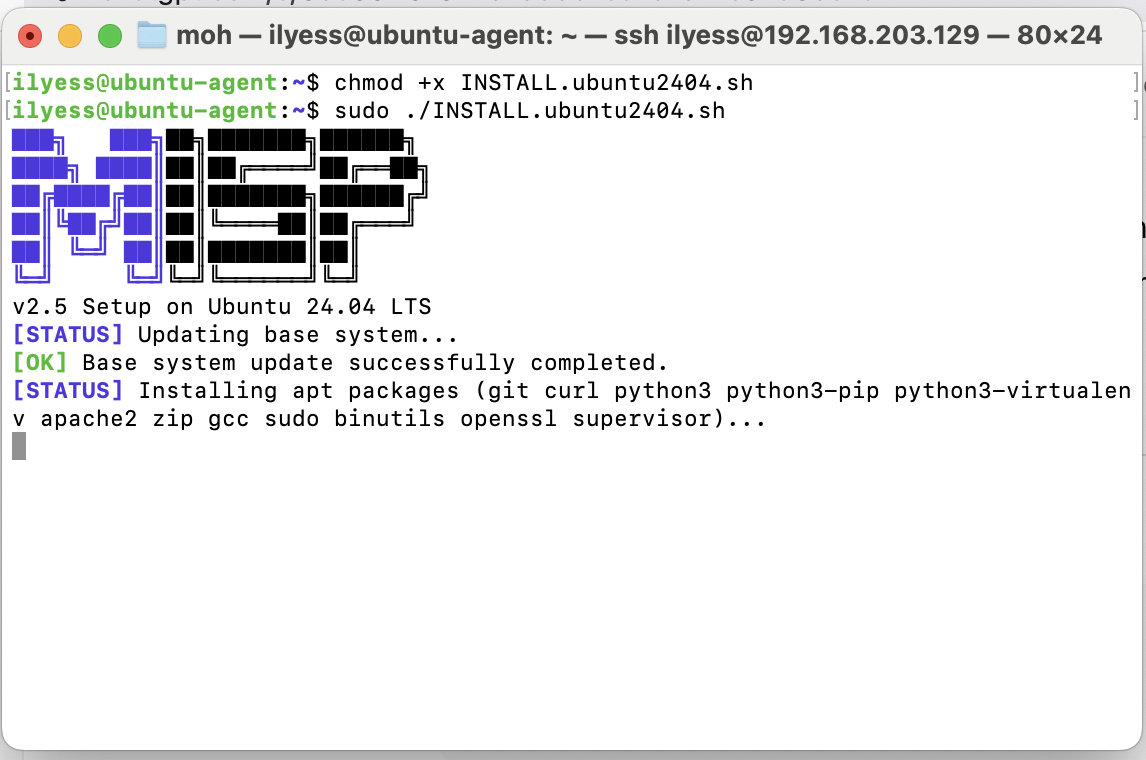 moh — ilyess@ubuntu-agent: ~ — ssh ilyess@192.168.203.129 — 80×24
[ilyess@ubuntu-agent:~$ chmod +x INSTALL.ubuntu2404.sh ]
[ilyess@ubuntu-agent:~$ sudo ./INSTALL.ubuntu2404.sh ]
MISP
v2.5 Setup on Ubuntu 24.04 LTS
[STATUS] Updating base system...
[OK] Base system update successfully completed.
[STATUS] Installing apt packages (git curl python3 python3-pip python3-virtualen
v apache2 zip gcc sudo binutils openssl supervisor)...